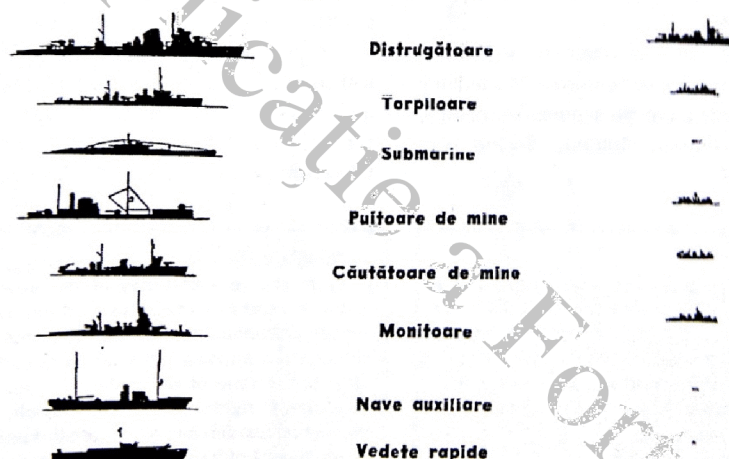 Distrugătoare
Torpiloare
Submarine
Puitoare de mine
Căutătoare de mine
Monitoare
Nave auxiliare
Vedete rapide